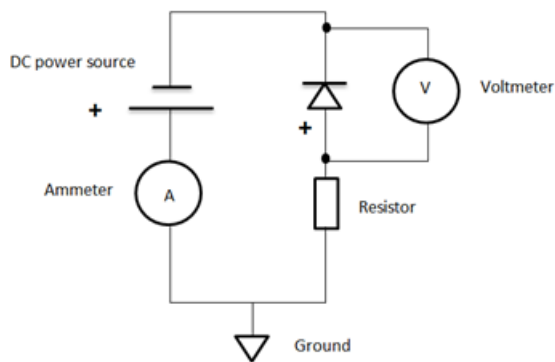 DC power source
+
V
Voltmeter
+
Ammeter
A
Resistor
Ground